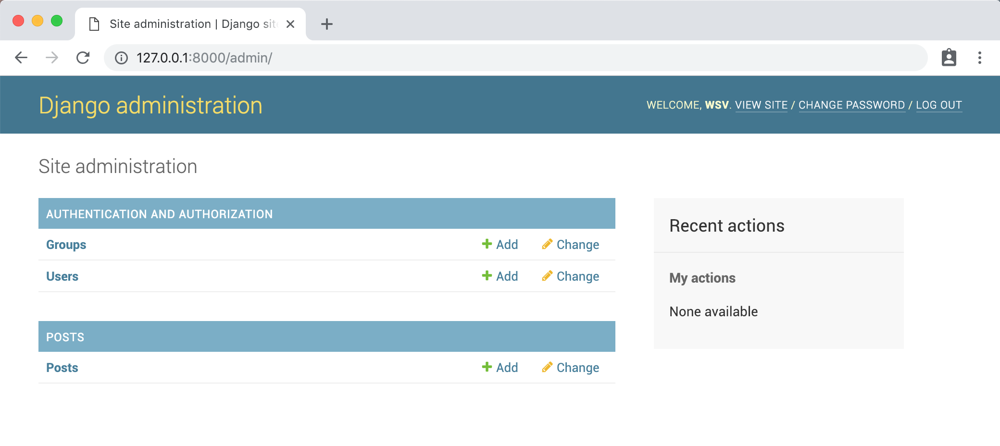 Site administration | Django sit
127.0.0.1:8000/admin/
Django administration
WELCOME, WSV. VIEW SITE / CHANGE PASSWORD / LOG OUT
Site administration
AUTHENTICATION AND AUTHORIZATION
Groups Add Change
Users Add Change
POSTS
Posts Add Change
Recent actions
My actions
None available